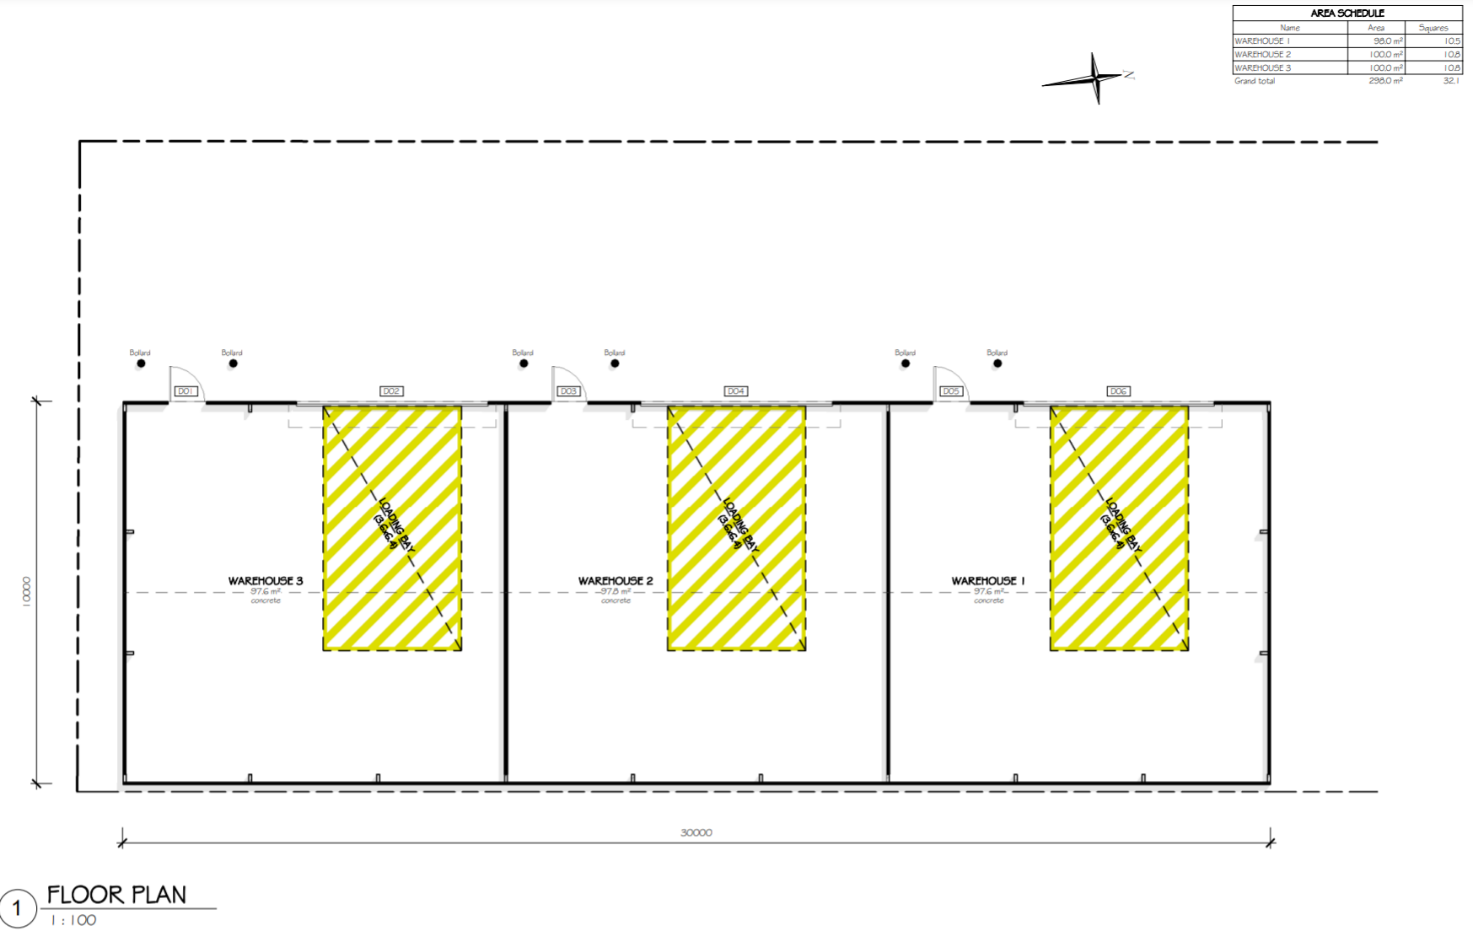 AREA SCHEDULE
Name Area Squares
WAREHOUSE 1 98.0 m² 10.5
WAREHOUSE 2 100.0 m² 10.8
WAREHOUSE 3 100.0 m² 10.8
Grand total 298.0 m² 32.1
N
Bollard Bollard Bollard Bollard Bollard Bollard
D01 D02 D03 D04 D05 D06
LOADING BAY
(3.6x6.4)
LOADING BAY
(3.6x6.4)
LOADING BAY
(3.6x6.4)
WAREHOUSE 3
97.6 m²
concrete
WAREHOUSE 2
97.8 m²
concrete
WAREHOUSE 1
97.6 m²
concrete
10000
30000
1 FLOOR PLAN
1 : 100